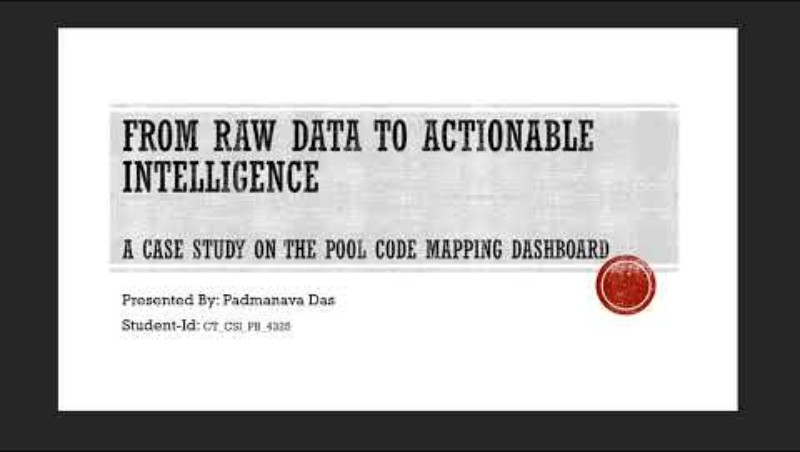 FROM RAW DATA TO ACTIONABLE
INTELLIGENCE
A CASE STUDY ON THE POOL CODE MAPPING DASHBOARD
Presented By: Padmanava Das
Student-Id: CT_CSI_PB_4328